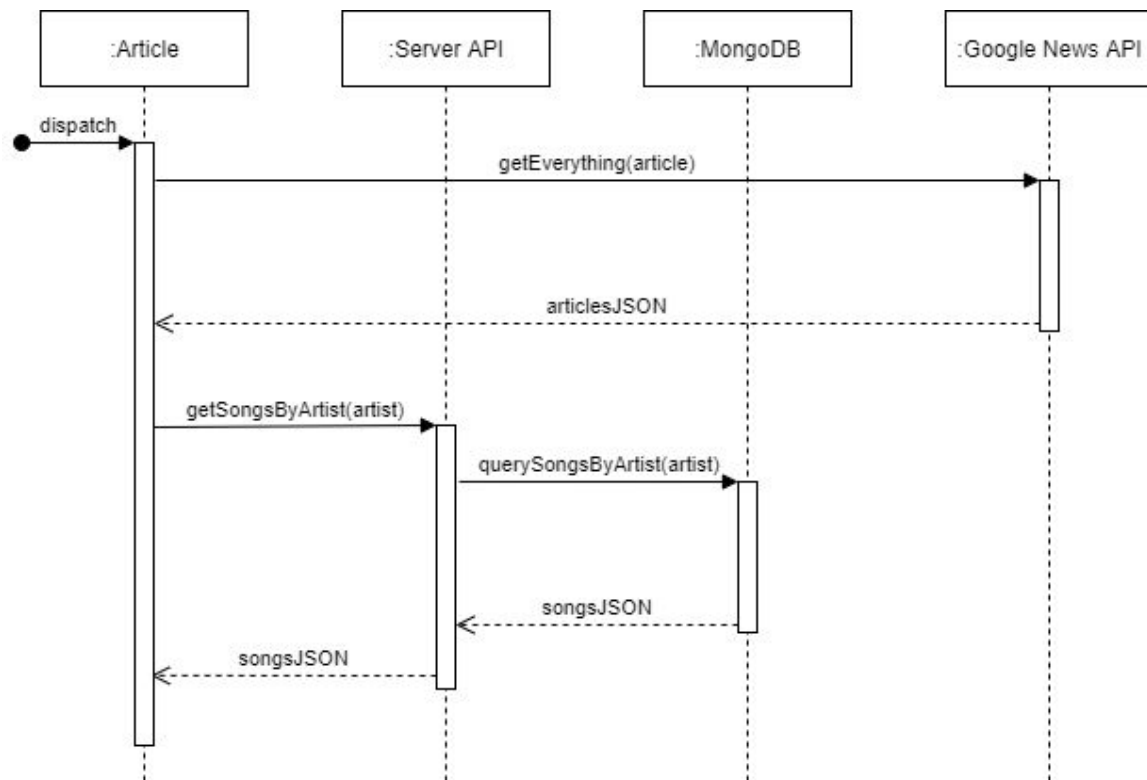 :Article
:Server API
:MongoDB
:Google News API
dispatch
getEverything(article)
articlesJSON
getSongsByArtist(artist)
querySongsByArtist(artist)
songsJSON
songsJSON